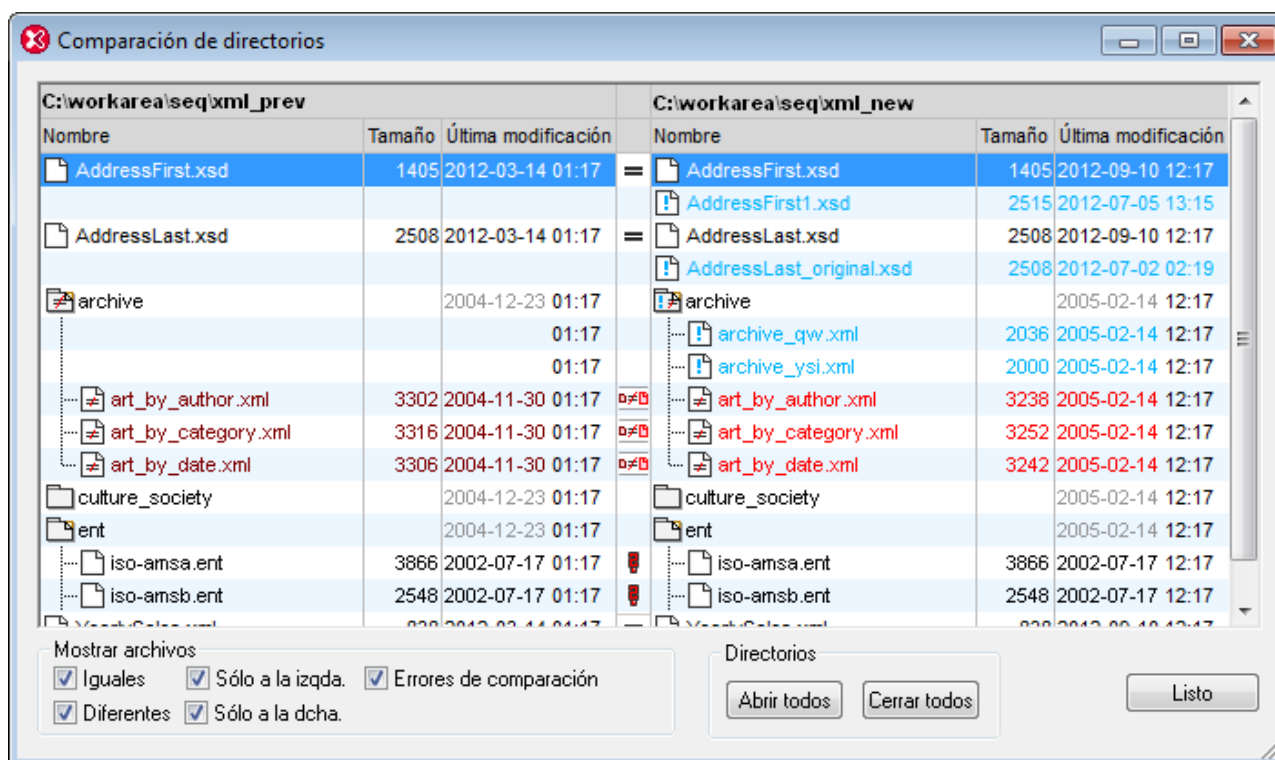 Comparación de directorios
C:\workarea\seq\xml_prev C:\workarea\seq\xml_new
Nombre Tamaño Última modificación Nombre Tamaño Última modificación
AddressFirst.xsd 1405 2012-03-14 01:17 = AddressFirst.xsd 1405 2012-09-10 12:17
AddressFirst1.xsd 2515 2012-07-05 13:15
AddressLast.xsd 2508 2012-03-14 01:17 = AddressLast.xsd 2508 2012-09-10 12:17
AddressLast_original.xsd 2508 2012-07-02 02:19
archive 2004-12-23 01:17 archive 2005-02-14 12:17
01:17 archive_qw.xml 2036 2005-02-14 12:17
01:17 archive_ysi.xml 2000 2005-02-14 12:17
art_by_author.xml 3302 2004-11-30 01:17 ≠ art_by_author.xml 3238 2005-02-14 12:17
art_by_category.xml 3316 2004-11-30 01:17 ≠ art_by_category.xml 3252 2005-02-14 12:17
art_by_date.xml 3306 2004-11-30 01:17 ≠ art_by_date.xml 3242 2005-02-14 12:17
culture_society 2004-12-23 01:17 culture_society 2005-02-14 12:17
ent 2004-12-23 01:17 ent 2005-02-14 12:17
iso-amsa.ent 3866 2002-07-17 01:17 iso-amsa.ent 3866 2002-07-17 12:17
iso-amsb.ent 2548 2002-07-17 01:17 iso-amsb.ent 2548 2002-07-17 12:17
Mostrar archivos Directorios
Iguales Sólo a la izqda. Errores de comparación
Diferentes Sólo a la dcha.
Abrir todos Cerrar todos Listo